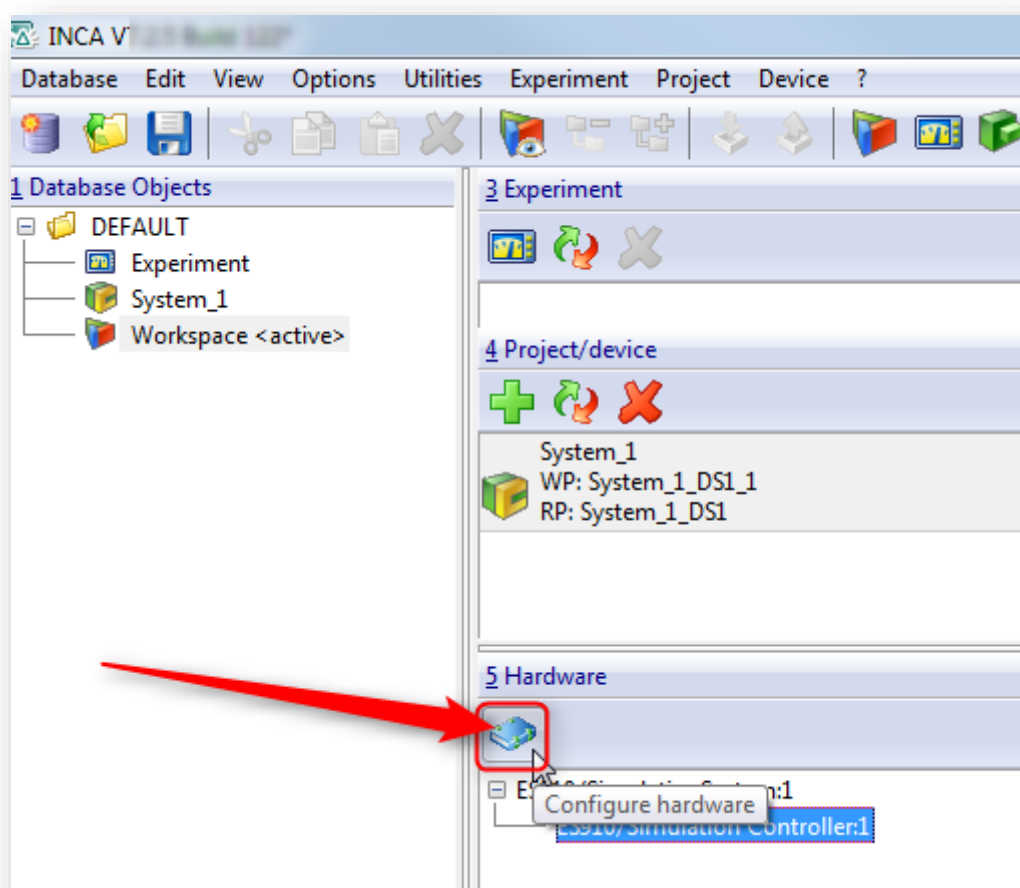 INCA V
Database Edit View Options Utilities Experiment Project Device ?
1 Database Objects
DEFAULT
Experiment
System_1
Workspace <active>
3 Experiment
4 Project/device
System_1
WP: System_1_DS1_1
RP: System_1_DS1
5 Hardware
Configure hardware
ES910/Simulation Controller:1